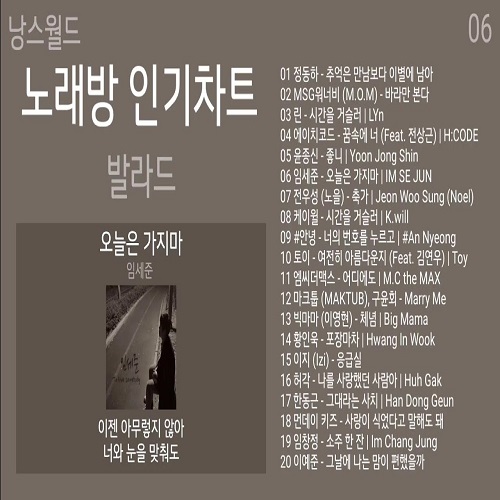 낭스월드
06
노래방 인기차트
발라드
오늘은 가지마
임세준
이젠 아무렇지 않아
너와 눈을 맞춰도
01 정동하 - 추억은 만남보다 이별에 남아
02 MSG워너비 (M.O.M) - 바라만 본다
03 린 - 시간을 거슬러 | LYn
04 에이치코드 - 꿈속에 너 (Feat. 전상근) | H:CODE
05 윤종신 - 좋니 | Yoon Jong Shin
06 임세준 - 오늘은 가지마 | IM SE JUN
07 전우성 (노을) - 축가 | Jeon Woo Sung (Noel)
08 케이윌 - 시간을 거슬러 | K.will
09 #안녕 - 너의 번호를 누르고 | #An Nyeong
10 토이 - 여전히 아름다운지 (Feat. 김연우) | Toy
11 엠씨더맥스 - 어디에도 | M.C the MAX
12 마크툽 (MAKTUB), 구윤회 - Marry Me
13 빅마마 (이영현) - 체념 | Big Mama
14 황인욱 - 포장마차 | Hwang In Wook
15 이지 (Izi) - 응급실
16 허각 - 나를 사랑했던 사람아 | Huh Gak
17 한동근 - 그대라는 사치 | Han Dong Geun
18 먼데이 키즈 - 사랑이 식었다고 말해도 돼
19 임창정 - 소주 한 잔 | Im Chang Jung
20 이예준 - 그날에 나는 맘이 편했을까